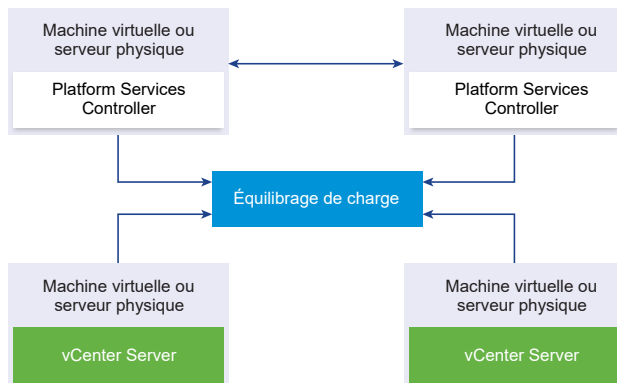 Machine virtuelle ou
serveur physique
Platform Services
Controller
Machine virtuelle ou
serveur physique
Platform Services
Controller
Équilibrage de charge
Machine virtuelle ou
serveur physique
vCenter Server
Machine virtuelle ou
serveur physique
vCenter Server